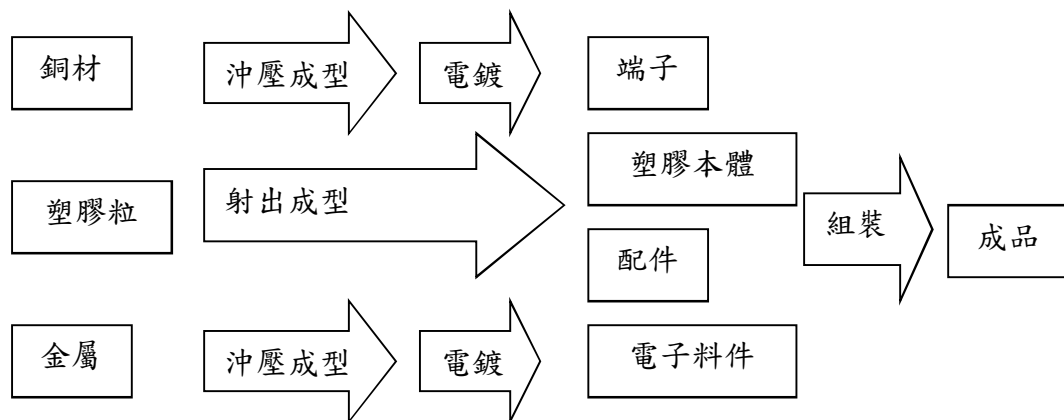 銅材
沖壓成型
電鍍
端子
塑膠粒
射出成型
塑膠本體
配件
組裝
成品
金屬
沖壓成型
電鍍
電子料件